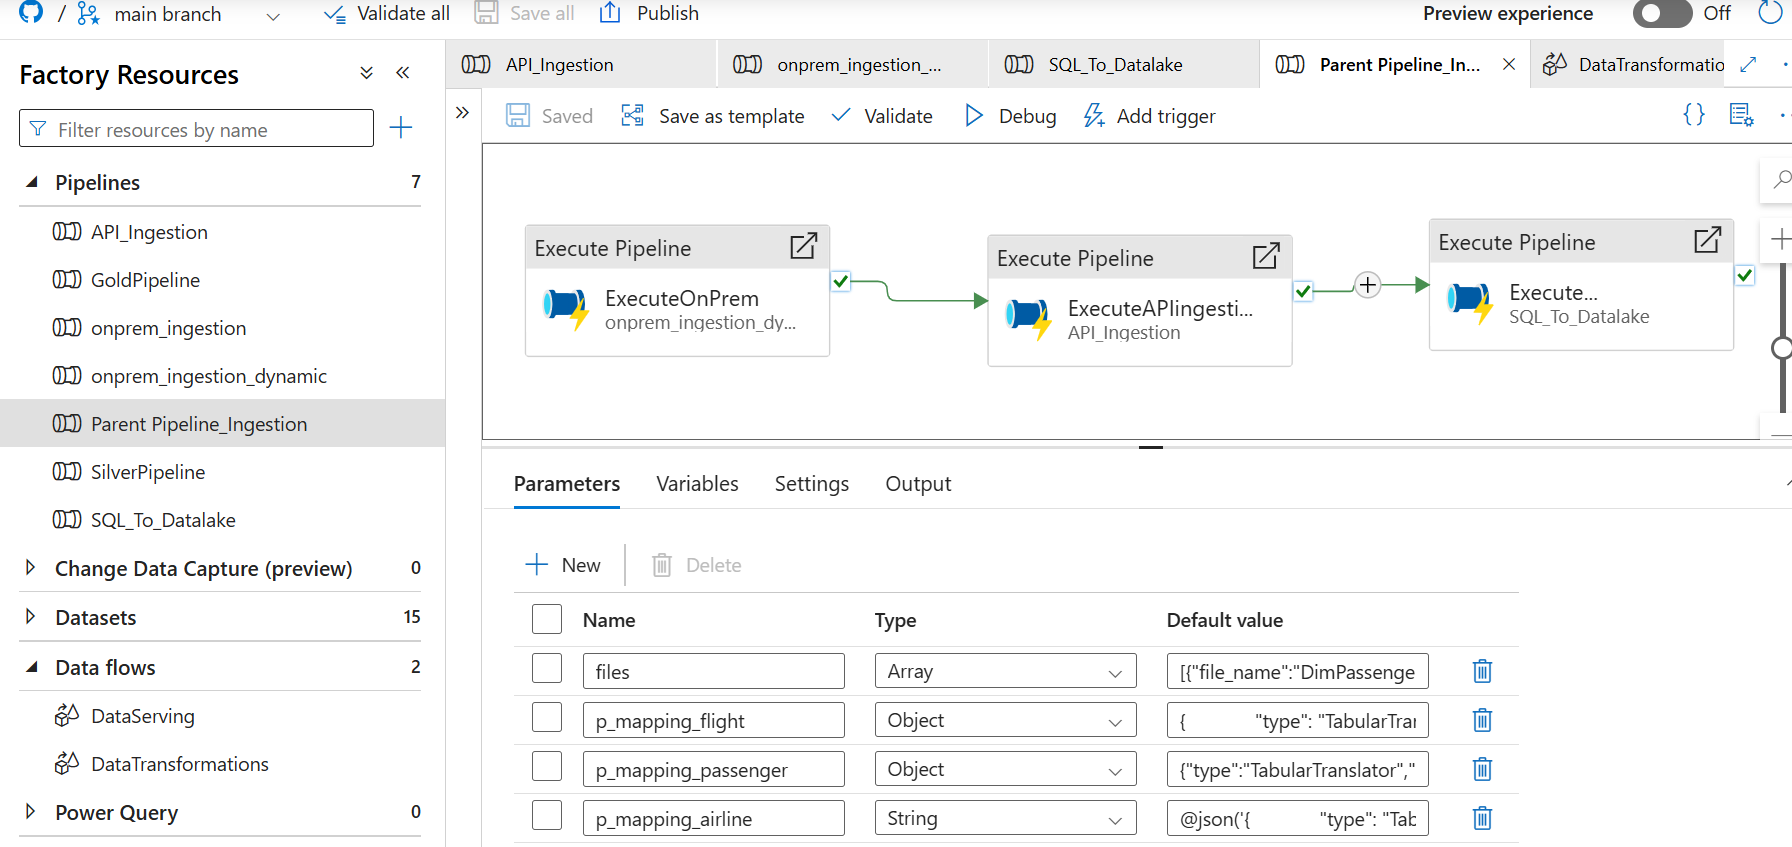 / main branch Validate all Save all Publish Preview experience Off
Factory Resources
API_Ingestion onprem_ingestion_... SQL_To_Datalake Parent Pipeline_In... DataTransformatio
Filter resources by name
Saved Save as template Validate Debug Add trigger {}
Pipelines 7
API_Ingestion
GoldPipeline
onprem_ingestion
onprem_ingestion_dynamic
Parent Pipeline_Ingestion
SilverPipeline
SQL_To_Datalake
Change Data Capture (preview) 0
Datasets 15
Data flows 2
DataServing
DataTransformations
Power Query 0
Execute Pipeline
ExecuteOnPrem
onprem_ingestion_dy...
Execute Pipeline
ExecuteAPIingesti...
API_Ingestion
Execute Pipeline
Execute...
SQL_To_Datalake
Parameters Variables Settings Output
New Delete
Name Type Default value
files Array [{"file_name":"DimPassenge
p_mapping_flight Object { "type": "TabularTrar
p_mapping_passenger Object {"type":"TabularTranslator","
p_mapping_airline String @json('{ "type": "Tab